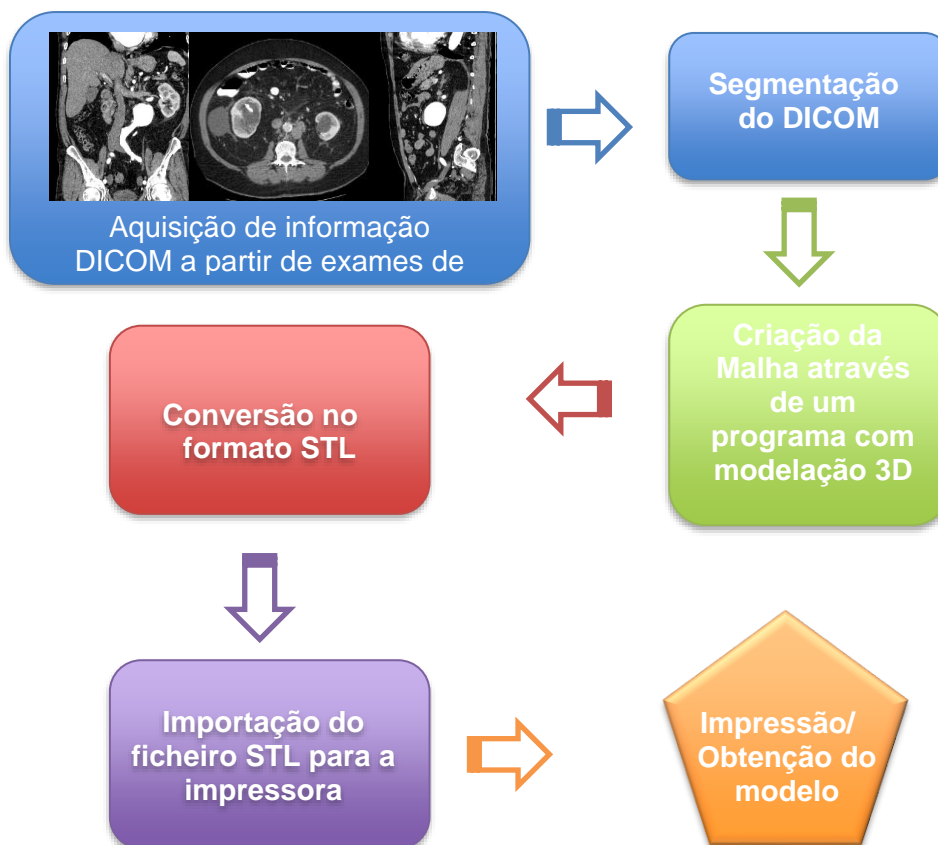 Aquisição de informação
DICOM a partir de exames de
Segmentação
do DICOM
Criação da
Malha através
de um
programa com
modelação 3D
Conversão no
formato STL
Importação do
ficheiro STL para a
impressora
Impressão/
Obtenção do
modelo